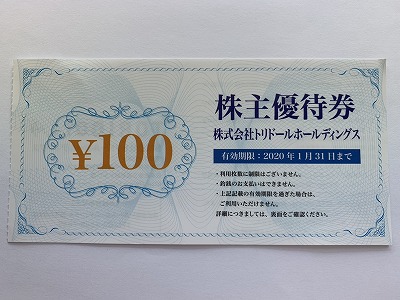 ¥100
株主優待券
株式会社トリドールホールディングス
有効期限：2020年1月31日まで
・利用枚数に制限はございません。
・釣銭のお支払いはできません。
・上記記載の有効期限を過ぎた場合は、
ご利用いただけません。
詳細につきましては、裏面をご確認ください。